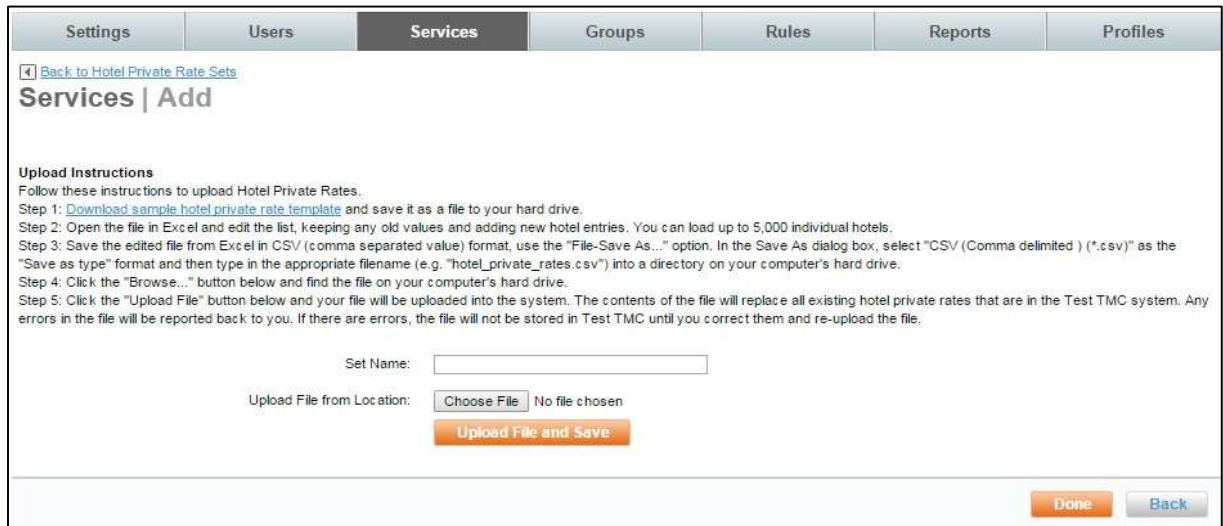 Settings Users Services Groups Rules Reports Profiles
Back to Hotel Private Rate Sets
Services | Add
Upload Instructions
Follow these instructions to upload Hotel Private Rates.
Step 1: Download sample hotel private rate template and save it as a file to your hard drive.
Step 2: Open the file in Excel and edit the list, keeping any old values and adding new hotel entries. You can load up to 5,000 individual hotels.
Step 3: Save the edited file from Excel in CSV (comma separated value) format, use the "File-Save As..." option. In the Save As dialog box, select "CSV (Comma delimited ) (*.csv)" as the
"Save as type" format and then type in the appropriate filename (e.g. "hotel_private_rates.csv") into a directory on your computer's hard drive.
Step 4: Click the "Browse..." button below and find the file on your computer's hard drive.
Step 5: Click the "Upload File" button below and your file will be uploaded into the system. The contents of the file will replace all existing hotel private rates that are in the Test TMC system. Any
errors in the file will be reported back to you. If there are errors, the file will not be stored in Test TMC until you correct them and re-upload the file.
Set Name:
Upload File from Location: Choose File No file chosen
Upload File and Save
Done Back